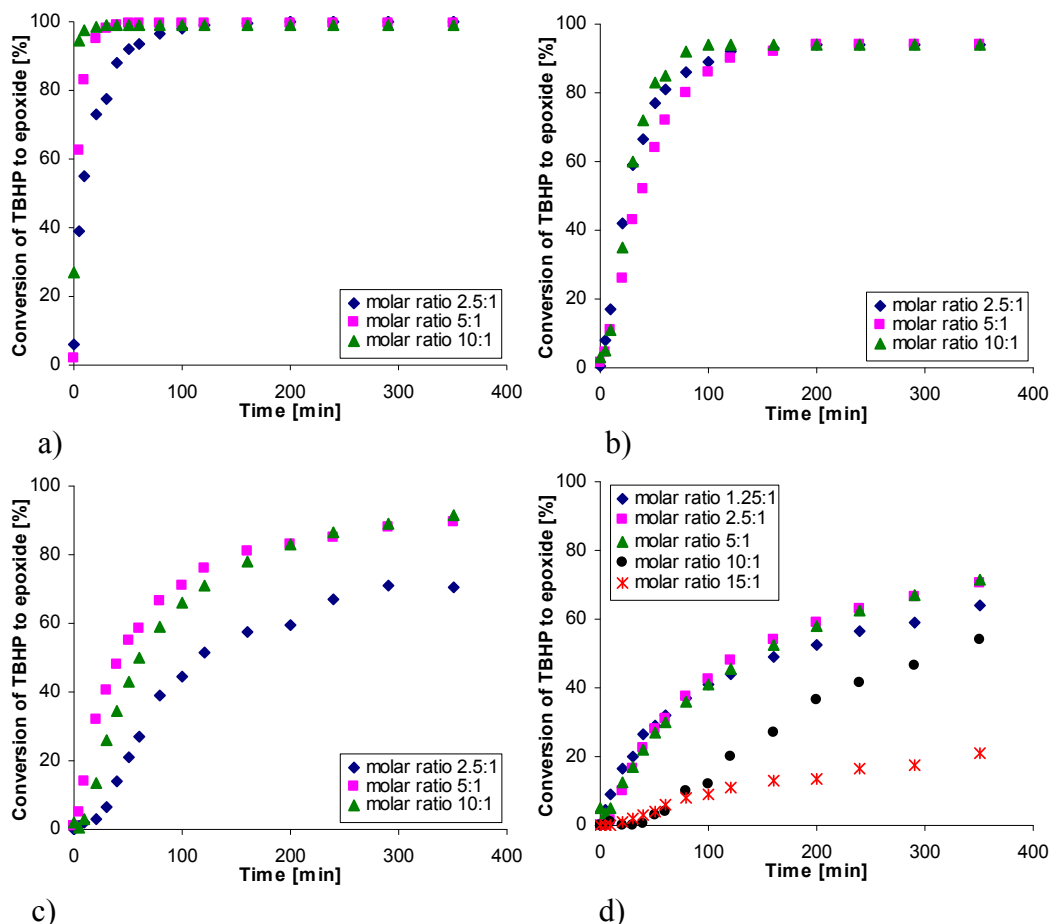 Conversion of TBHP to epoxide [%]
100
80
60
40
20
0
0
100
200
300
400
Time [min]
molar ratio 2.5:1
molar ratio 5:1
molar ratio 10:1
a)
Conversion of TBHP to epoxide [%]
100
80
60
40
20
0
0
100
200
300
400
Time [min]
molar ratio 2.5:1
molar ratio 5:1
molar ratio 10:1
b)
Conversion of TBHP to epoxide [%]
100
80
60
40
20
0
0
100
200
300
400
Time [min]
molar ratio 2.5:1
molar ratio 5:1
molar ratio 10:1
c)
Conversion of TBHP to epoxide [%]
100
80
60
40
20
0
0
100
200
300
400
Time [min]
molar ratio 1.25:1
molar ratio 2.5:1
molar ratio 5:1
molar ratio 10:1
molar ratio 15:1
d)